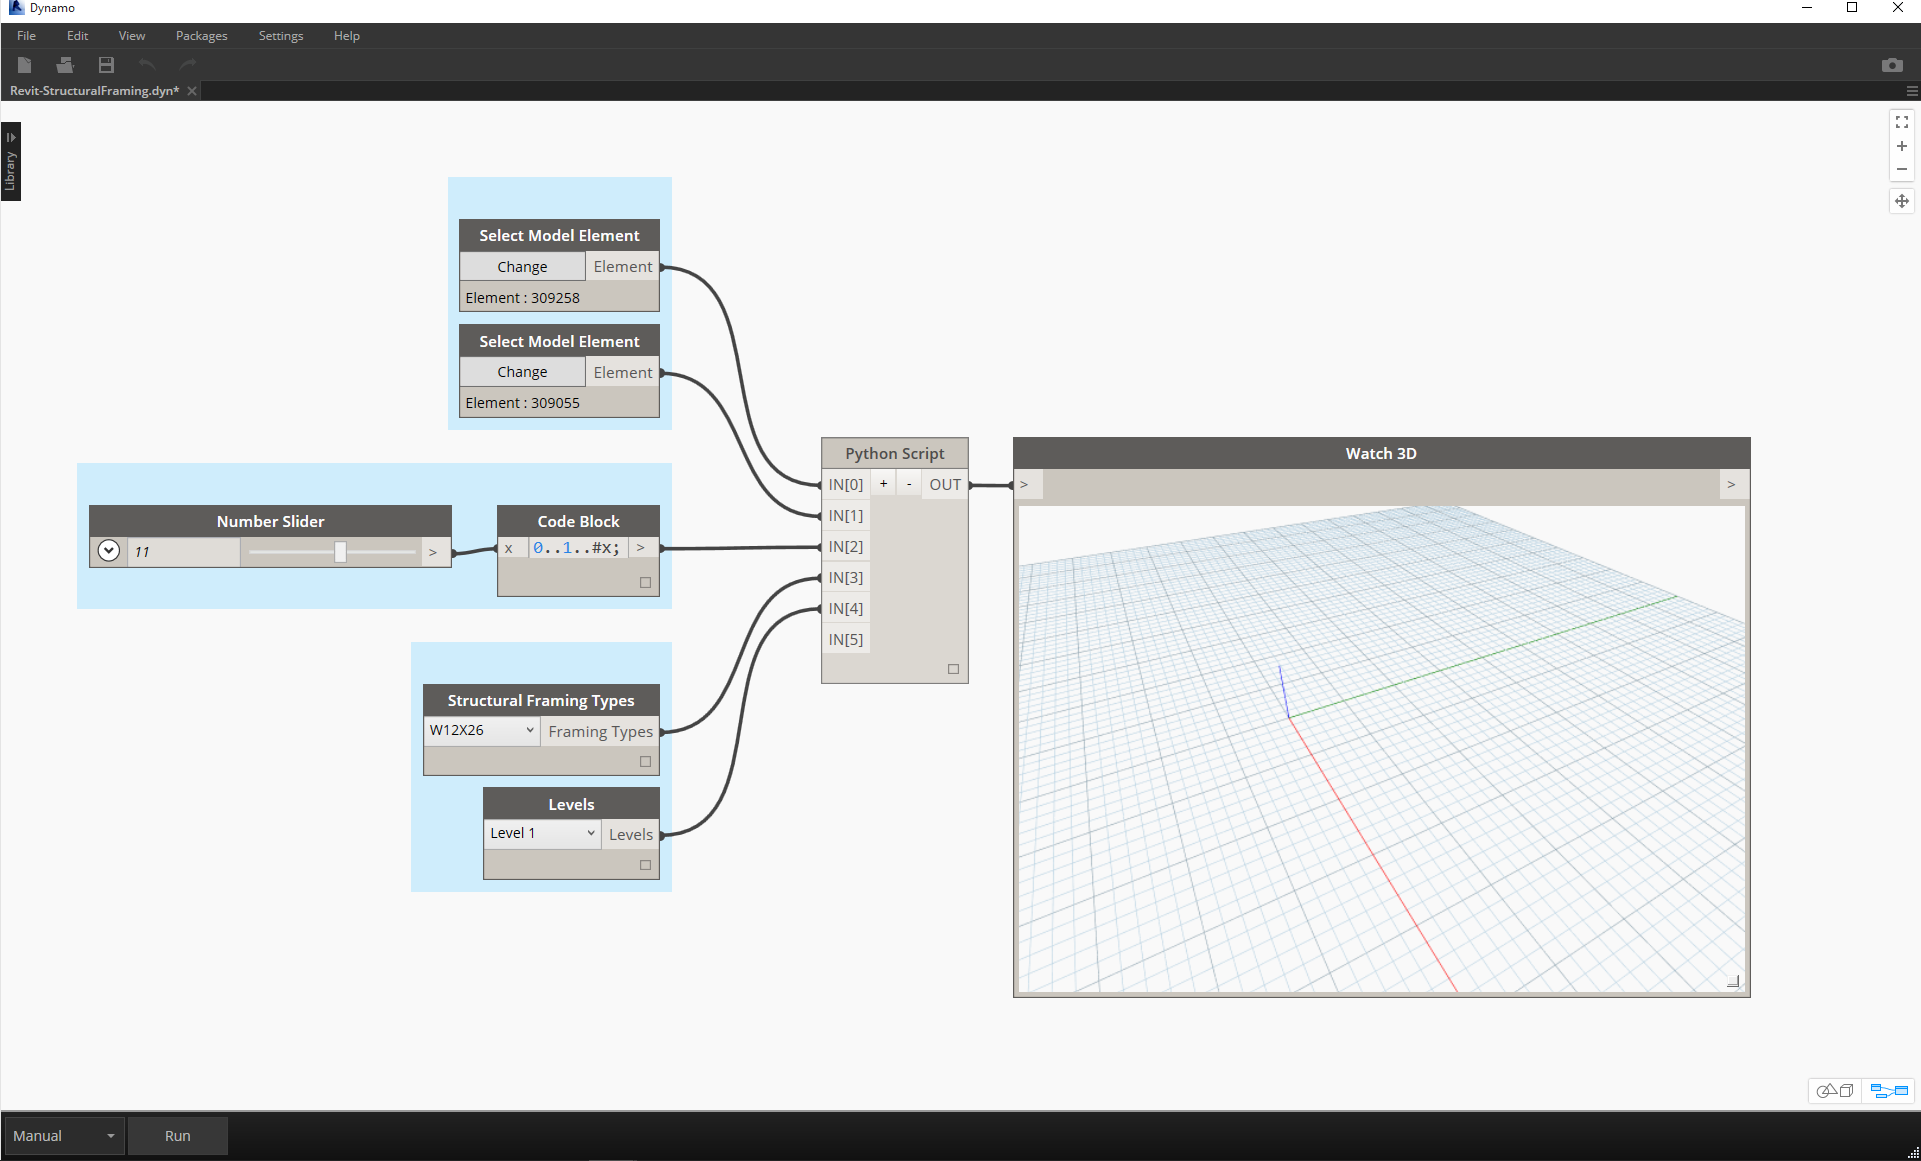 Dynamo
File Edit View Packages Settings Help
Revit-StructuralFraming.dyn*
Library
Select Model Element
Change Element
Element : 309258
Select Model Element
Change Element
Element : 309055
Number Slider
11 >
Code Block
x 0..1..#x; >
Structural Framing Types
W12X26 Framing Types
Levels
Level 1 Levels
Python Script
IN[0] + - OUT
IN[1]
IN[2]
IN[3]
IN[4]
IN[5]
Watch 3D
> >
Manual Run